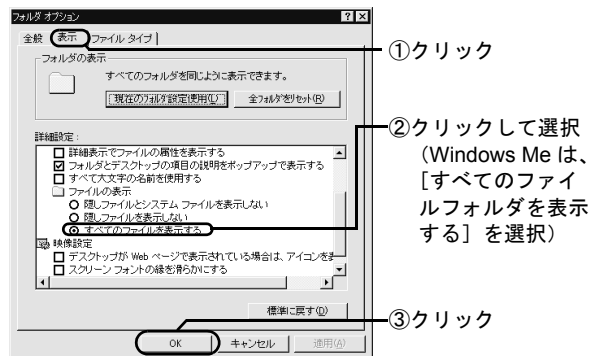 フォルダ オプション
全般
表示
ファイル タイプ
①クリック
フォルダの表示
すべてのフォルダを同じように表示できます。
現在のフォルダ設定使用(L)
全フォルダをリセット(R)
詳細設定:
②クリックして選択
(Windows Me は、
[すべてのファイ
ルフォルダを表示
する] を選択)
詳細表示でファイルの属性を表示する
フォルダとデスクトップの項目の説明をポップアップで表示する
すべて大文字の名前を使用する
ファイルの表示
隠しファイルとシステム ファイルを表示しない
隠しファイルを表示しない
すべてのファイルを表示する
映像設定
デスクトップが Web ページで表示されている場合は、アイコンを
スクリーン フォントの縁を滑らかにする
標準に戻す(D)
③クリック
OK
キャンセル
適用(A)